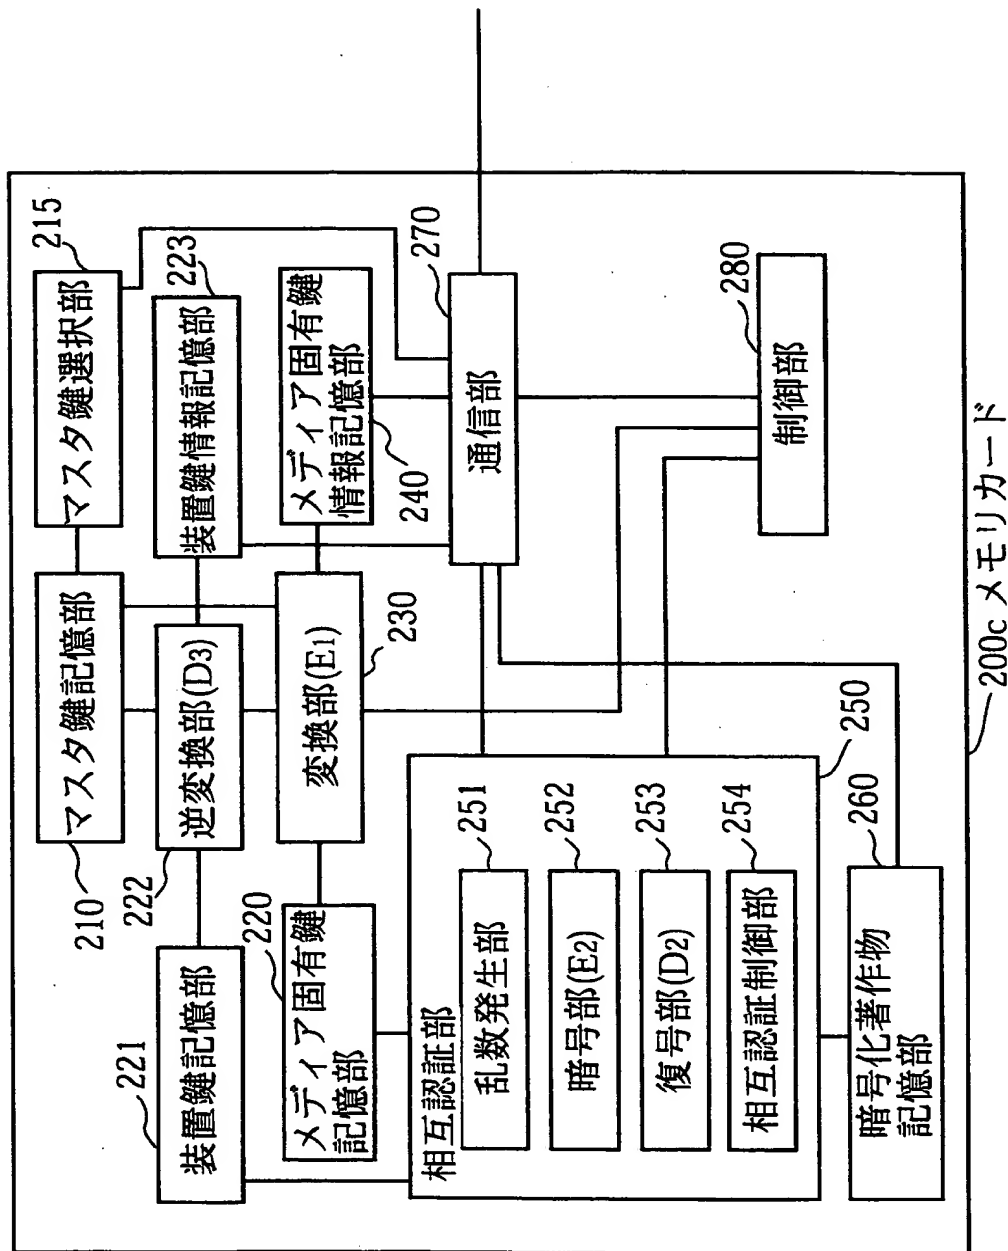 マスタ鍵記憶部
210
マスタ鍵選択部
215
装置鍵記憶部
221
逆変換部(D3)
222
装置鍵情報記憶部
223
メディア固有鍵
記憶部
220
変換部(E1)
230
メディア固有鍵
情報記憶部
240
相互認証部
250
乱数発生部
251
暗号部(E2)
252
復号部(D2)
253
相互認証制御部
254
通信部
270
暗号化著作物
記憶部
260
制御部
280
200c メモリカード